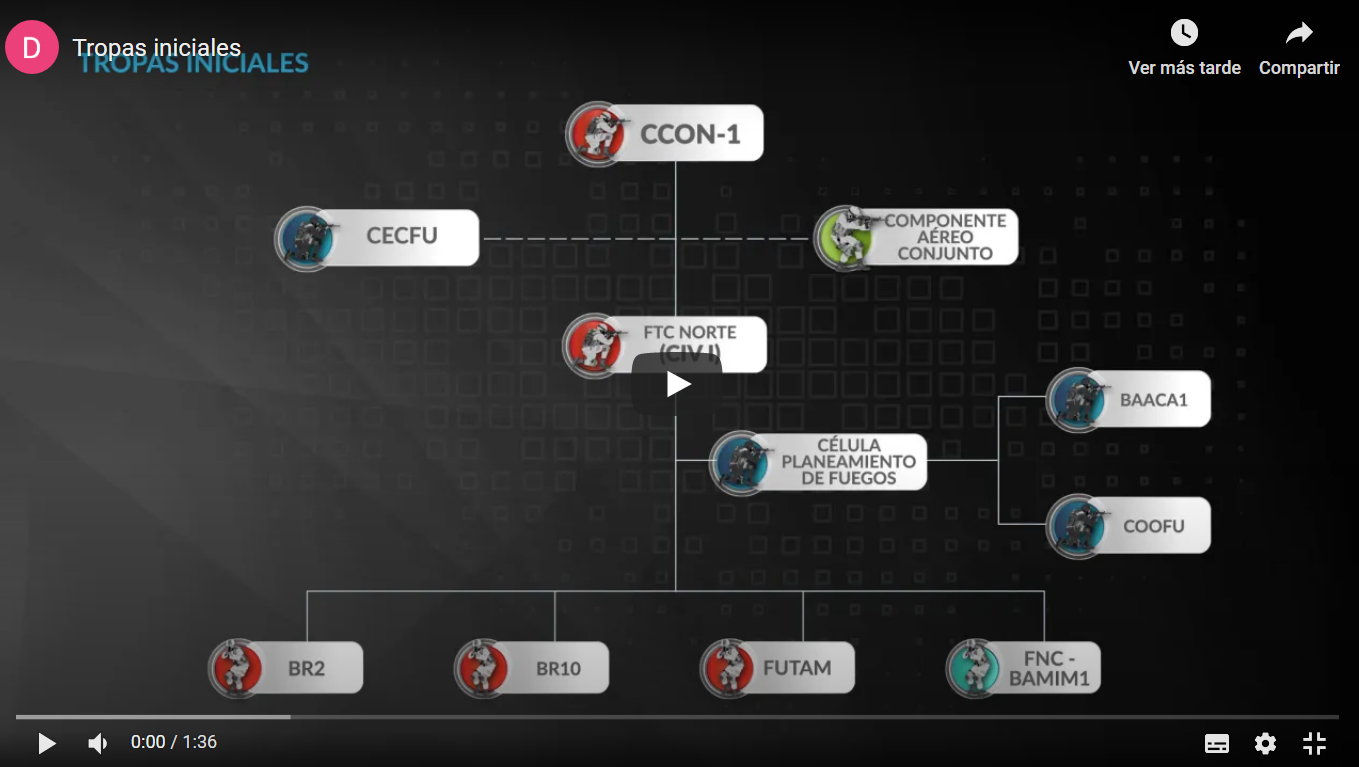 D
Tropas iniciales
TROPAS INICIALES
Ver más tarde
Compartir
CCON-1
CECFU
COMPONENTE
AÉREO
CONJUNTO
FTC NORTE
(CIV I)
BAACA1
CÉLULA
PLANEAMIENTO
DE FUEGOS
COOFU
BR2
BR10
FUTAM
FNC -
BAMIM1
0:00 / 1:36